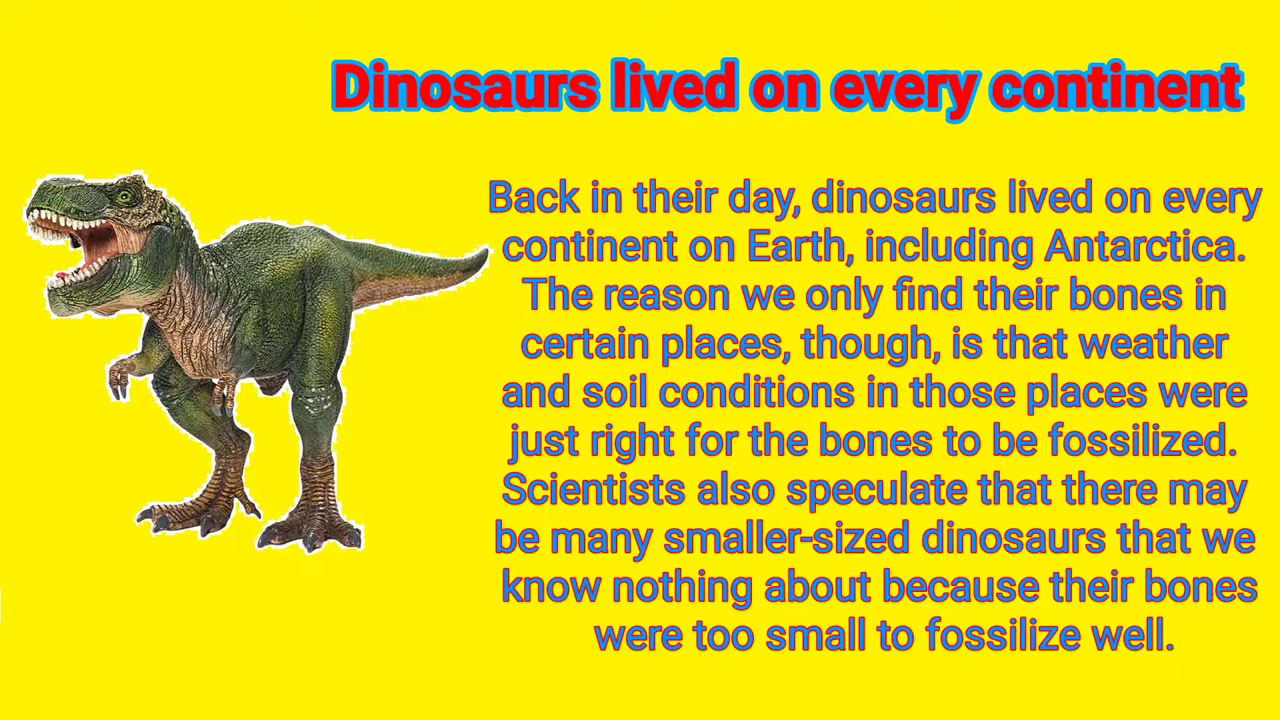 Dinosaurs lived on every continent
Back in their day, dinosaurs lived on every
continent on Earth, including Antarctica.
The reason we only find their bones in
certain places, though, is that weather
and soil conditions in those places were
just right for the bones to be fossilized.
Scientists also speculate that there may
be many smaller-sized dinosaurs that we
know nothing about because their bones
were too small to fossilize well.